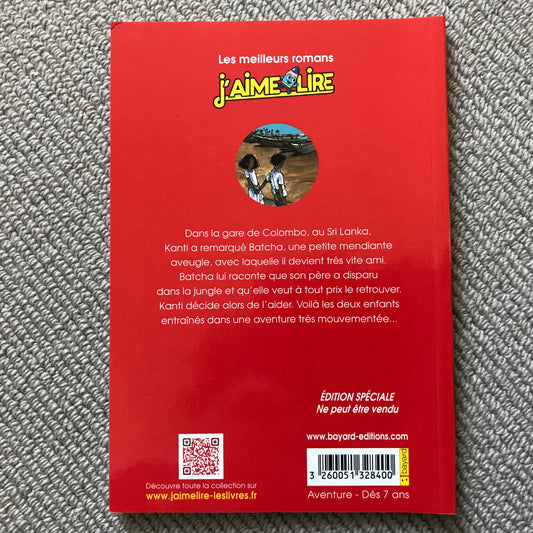 Les meilleurs romans
J'AIME LIRE
Dans la gare de Colombo, au Sri Lanka,
Kanti a remarqué Batcha, une petite mendiante
aveugle, avec laquelle il devient très vite ami.
Batcha lui raconte que son père a disparu
dans la jungle et qu'elle veut à tout prix le retrouver.
Kanti décide alors de l'aider. Voilà les deux enfants
entraînés dans une aventure très mouvementée...
ÉDITION SPÉCIALE
Ne peut être vendu
www.bayard-editions.com
bayard
3 260051 328400
Découvre toute la collection sur
www.jaimelire-leslivres.fr
Aventure - Dès 7 ans